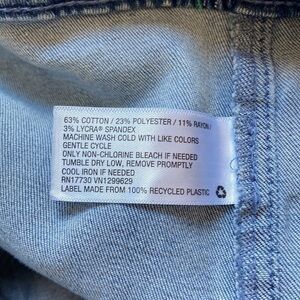 63% COTTON / 23% POLYESTER / 11% RAYON /
3% LYCRA® SPANDEX
MACHINE WASH COLD WITH LIKE COLORS
GENTLE CYCLE
ONLY NON-CHLORINE BLEACH IF NEEDED
TUMBLE DRY LOW, REMOVE PROMPTLY
COOL IRON IF NEEDED
RN17730 VN1299629
LABEL MADE FROM 100% RECYCLED PLASTIC